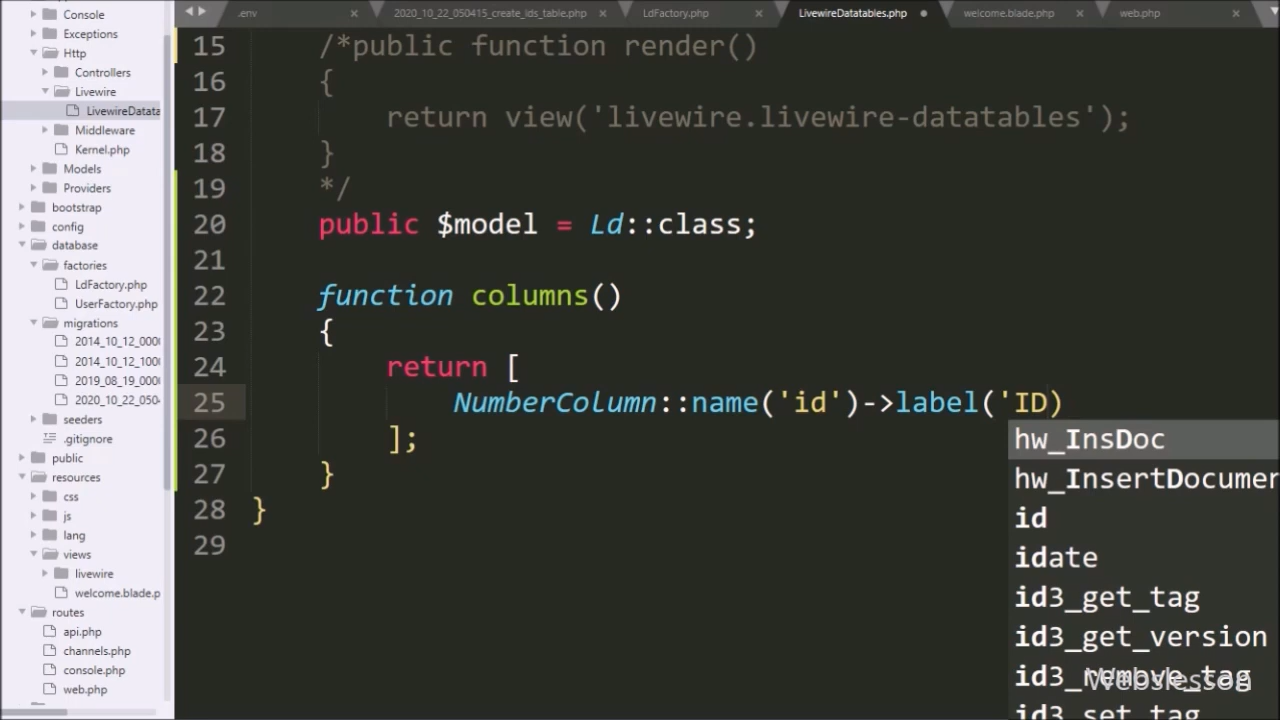 .env
2020_10_22_050415_create_ids_table.php
LdFactory.php
LivewireDatatables.php
welcome.blade.php
web.php
Console
Exceptions
Http
Controllers
Livewire
LivewireDatata
Middleware
Kernel.php
Models
Providers
bootstrap
config
database
factories
LdFactory.php
UserFactory.php
migrations
2014_10_12_000
2014_10_12_100
2019_08_19_000
2020_10_22_050
seeders
.gitignore
public
resources
css
js
lang
views
livewire
welcome.blade.p
routes
api.php
channels.php
console.php
web.php
15 /*public function render()
16 {
17 return view('livewire.livewire-datatables');
18 }
19 */
20 public $model = Ld::class;
21
22 function columns()
23 {
24 return [
25 NumberColumn::name('id')->label('ID)
26 ];
27 }
28 }
29
hw_InsDoc
hw_InsertDocumen
id
idate
id3_get_tag
id3_get_version
id3_remove_tag
id3_set_tag
Webslesson